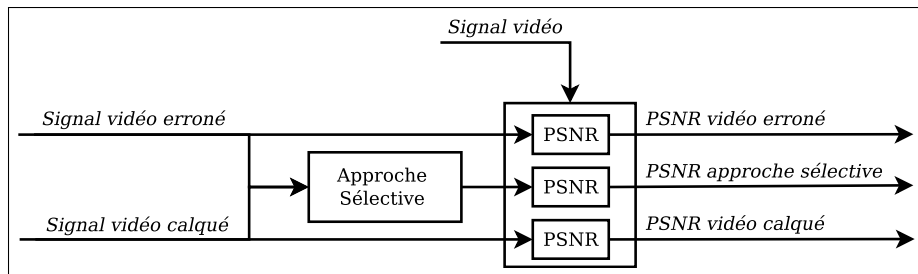 Signal vidéo
Signal vidéo erroné
PSNR
PSNR vidéo erroné
Approche
Sélective
PSNR
PSNR approche sélective
Signal vidéo calqué
PSNR
PSNR vidéo calqué